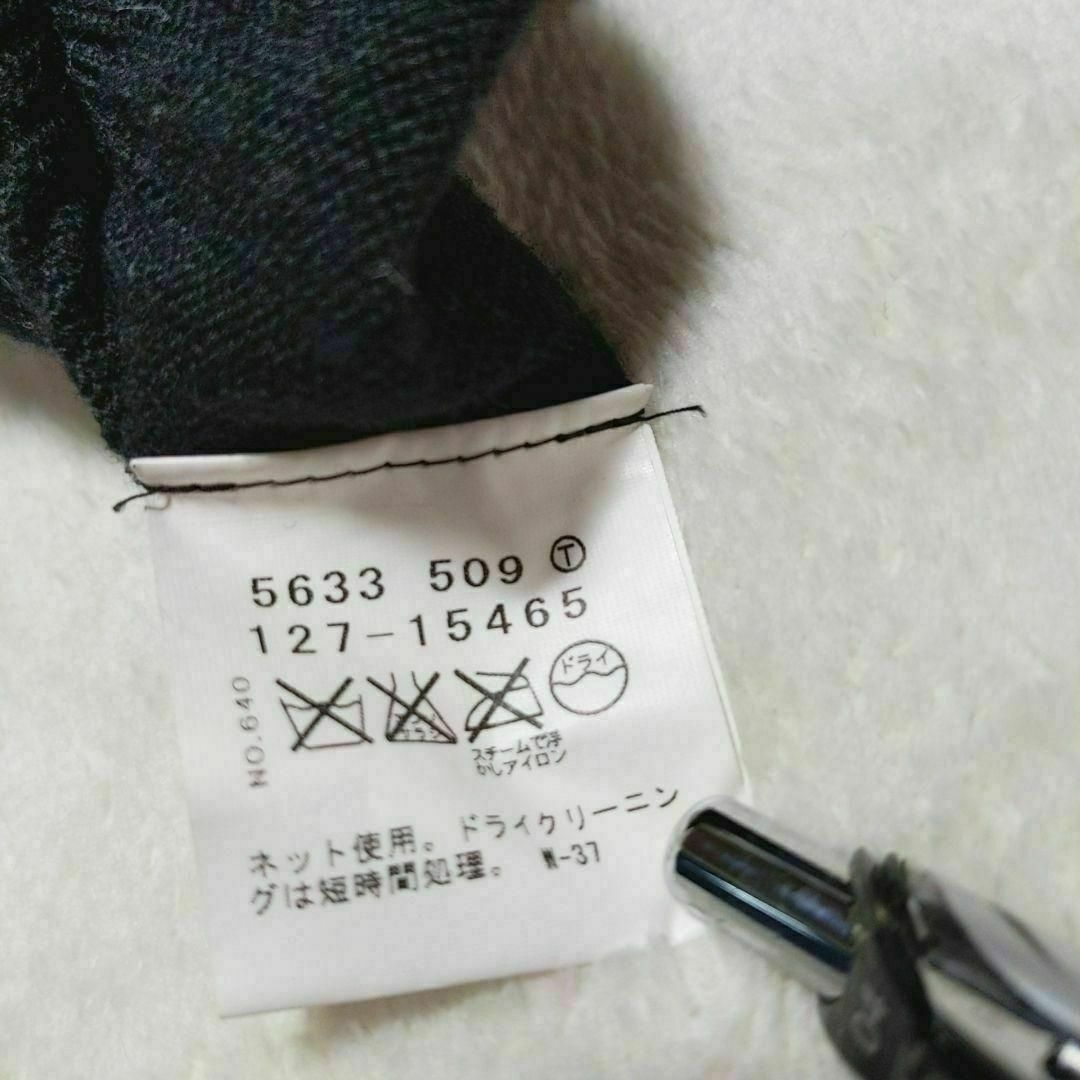 5633 509 Ⓣ
127-15465
NO.640
ドライ
スチームで浮
かしアイロン
ネット使用。ドライクリーニン
グは短時間処理。 W-37